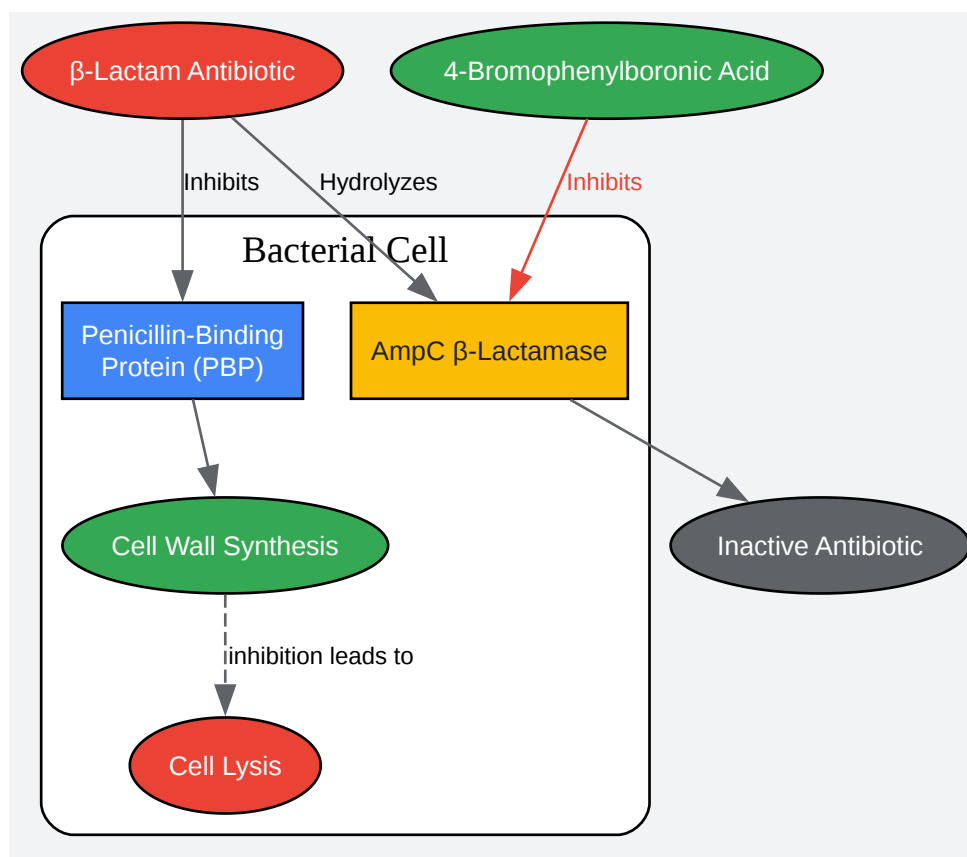 β-Lactam Antibiotic
4-Bromophenylboronic Acid
Inhibits
Hydrolyzes
Inhibits
Bacterial Cell
Penicillin-Binding
Protein (PBP)
AmpC β-Lactamase
Cell Wall Synthesis
Inactive Antibiotic
inhibition leads to
Cell Lysis